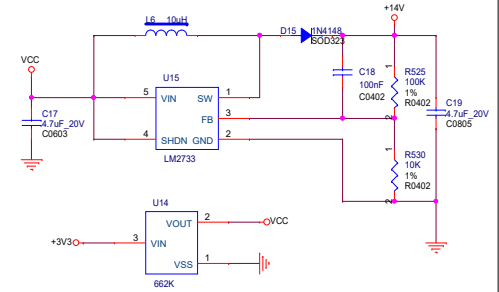 +14V
L6 10uH
D15 1N4148
SOD323
VCC
U15
C18
100nF
C0402
1
R525
100K
1%
R0402
2
5 VIN SW 1
FB 3
C17
4.7uF_20V
C0603
C19
4.7uF_20V
C0805
4 SHDN GND 2
LM2733
1
R530
10K
1%
R0402
2
U14
VOUT 2 VCC
+3V3 3 VIN
VSS 1
662K